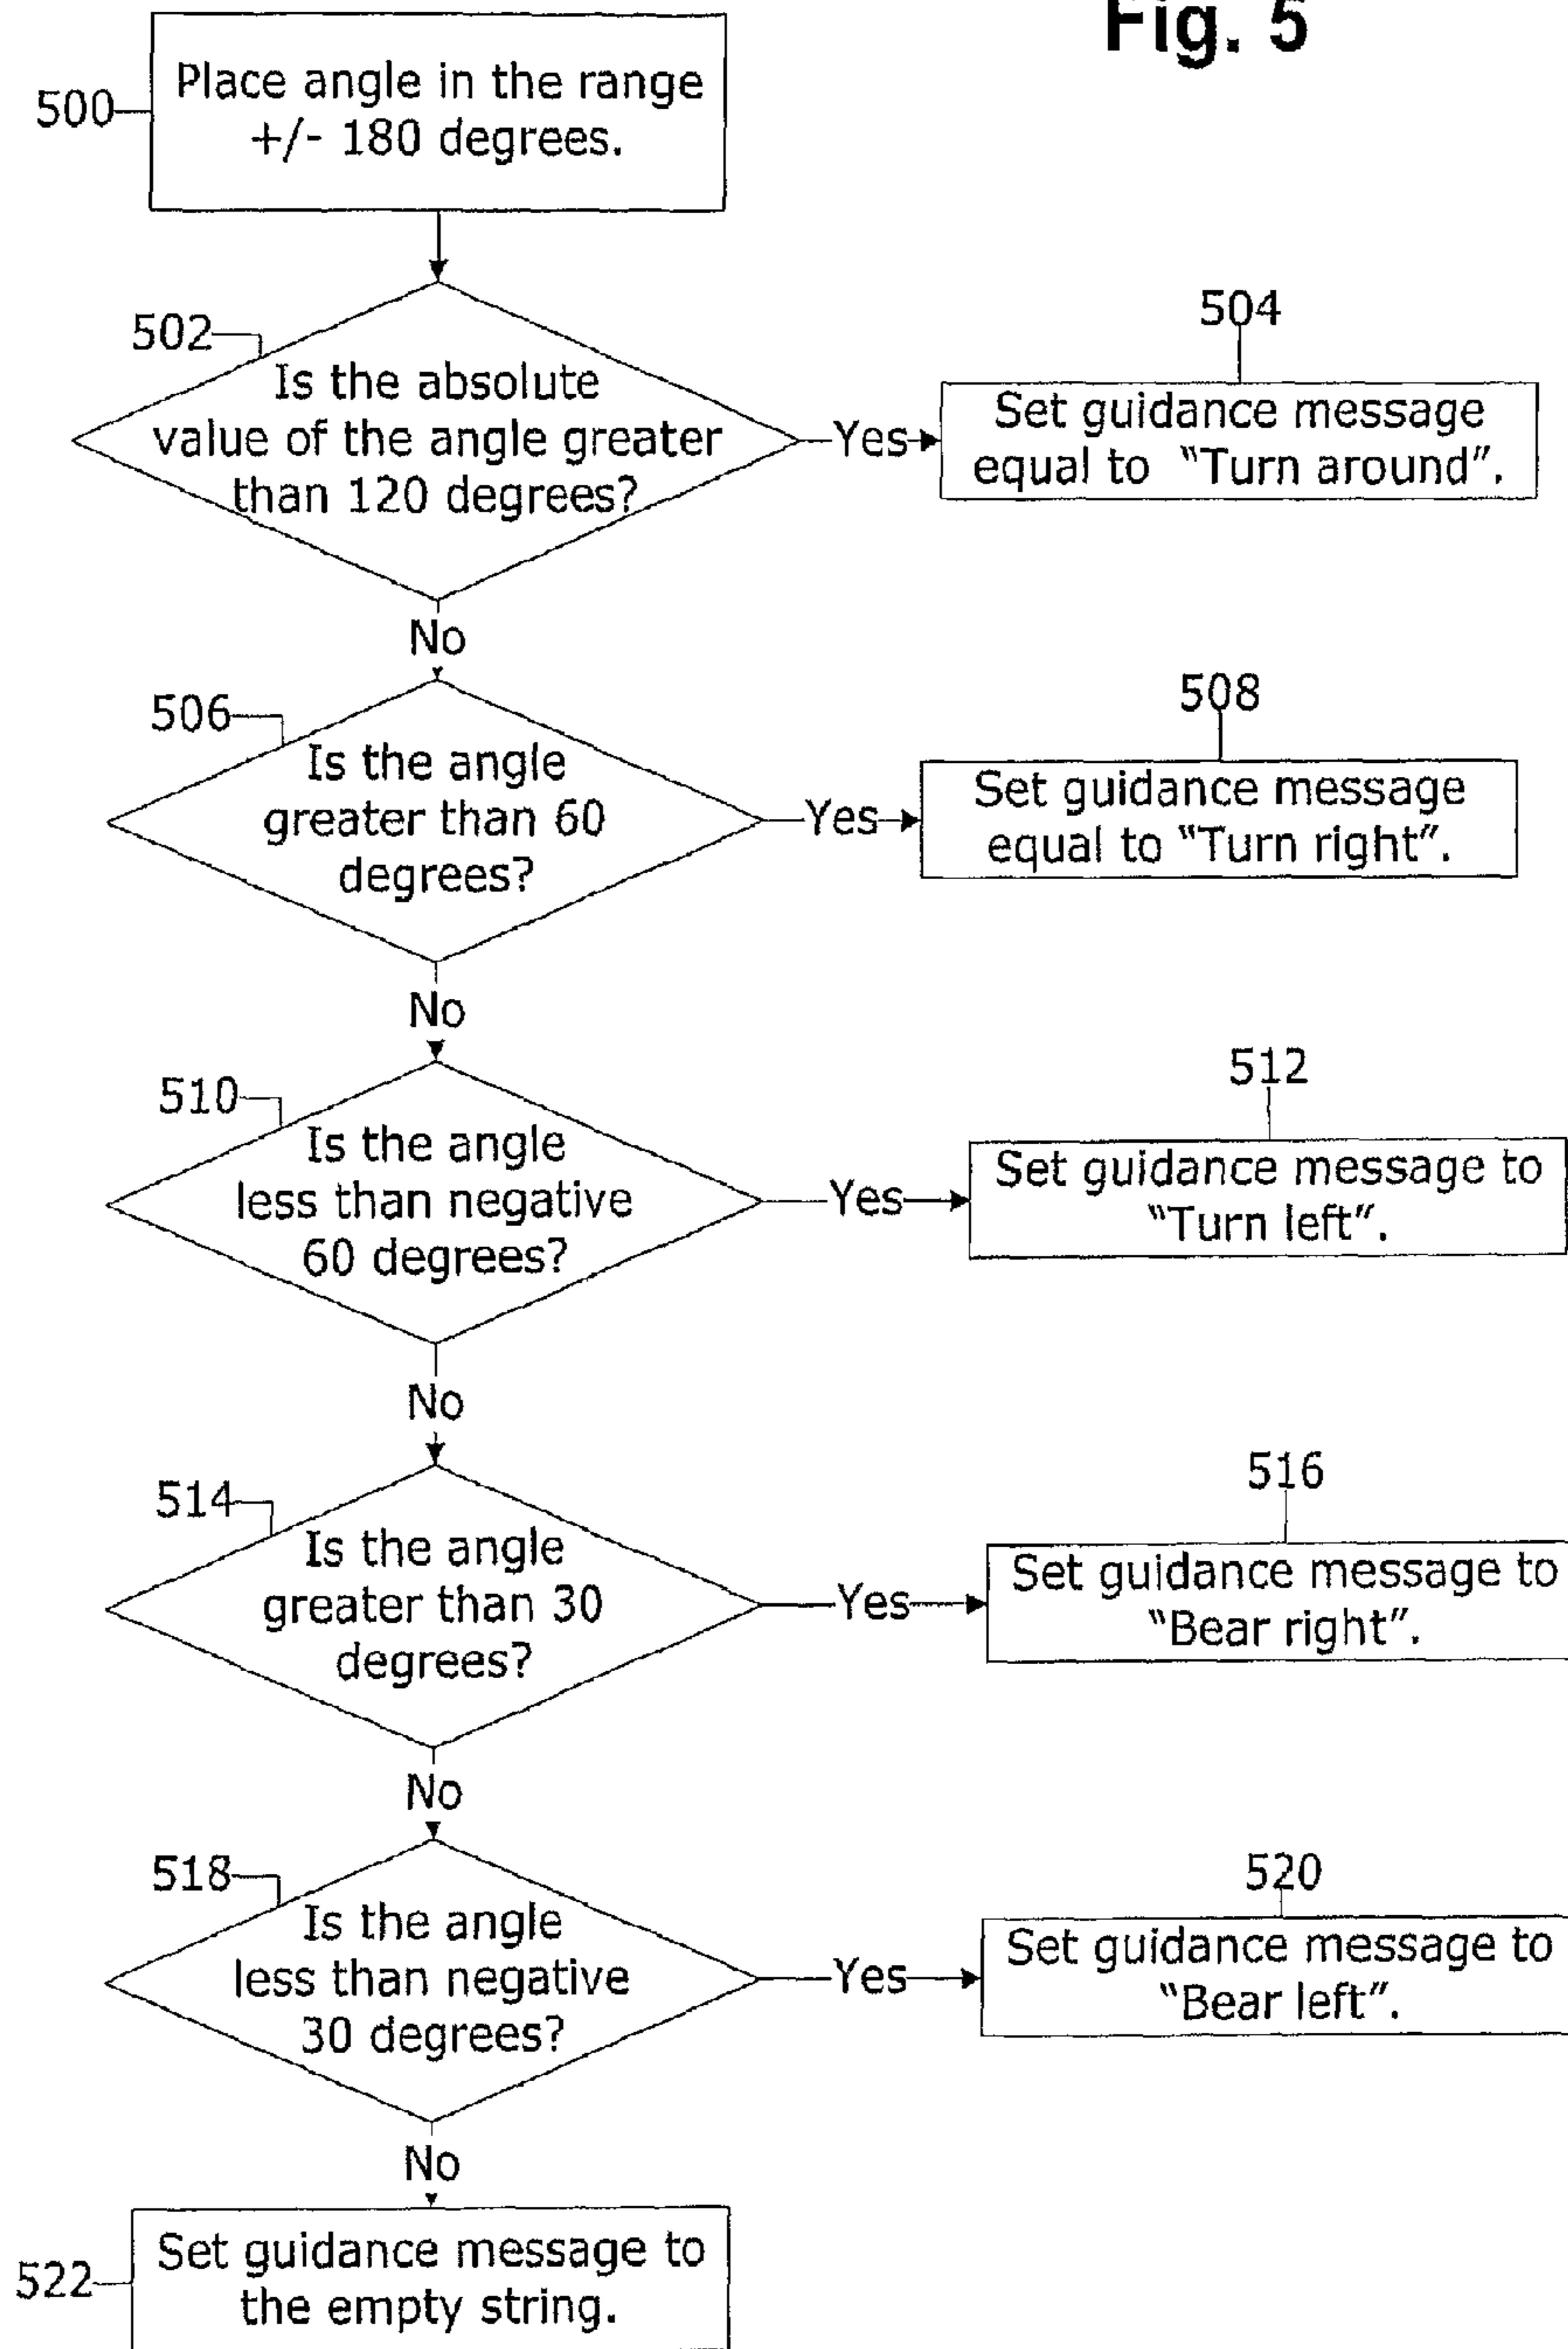 Fig. 5
500
Place angle in the range
+/- 180 degrees.
502
Is the absolute
value of the angle greater
than 120 degrees?
Yes
504
Set guidance message
equal to "Turn around".
No
506
Is the angle
greater than 60
degrees?
Yes
508
Set guidance message
equal to "Turn right".
No
510
Is the angle
less than negative
60 degrees?
Yes
512
Set guidance message to
"Turn left".
No
514
Is the angle
greater than 30
degrees?
Yes
516
Set guidance message to
"Bear right".
No
518
Is the angle
less than negative
30 degrees?
Yes
520
Set guidance message to
"Bear left".
No
522
Set guidance message to
the empty string.